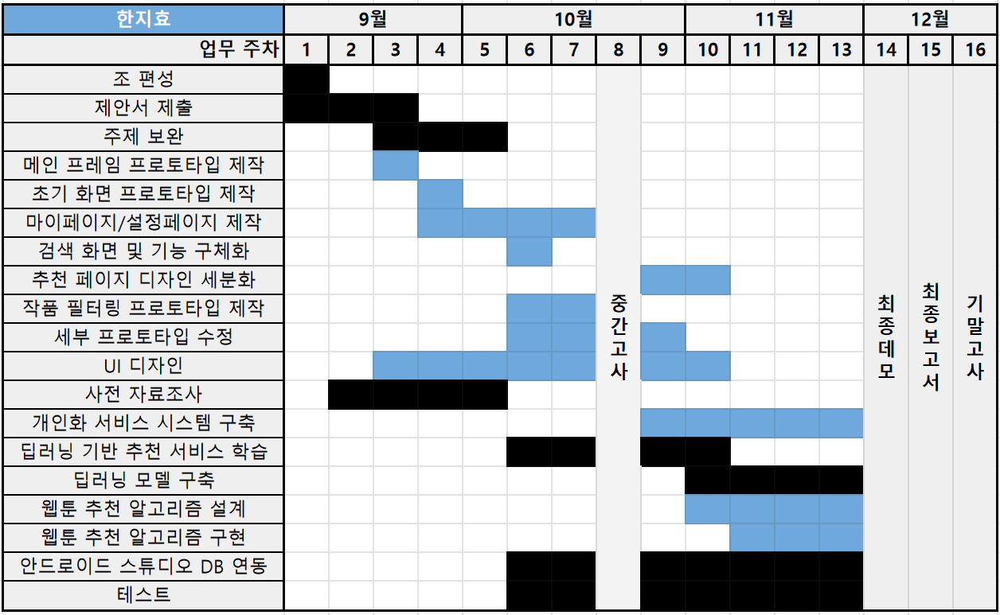 한지효 9월 10월 11월 12월
업무 주차 1 2 3 4 5 6 7 8 9 10 11 12 13 14 15 16
조 편성
제안서 제출
주제 보완
메인 프레임 프로토타입 제작
초기 화면 프로토타입 제작
마이페이지/설정페이지 제작
검색 화면 및 기능 구체화
추천 페이지 디자인 세분화
작품 필터링 프로토타입 제작
세부 프로토타입 수정
UI 디자인
사전 자료조사
개인화 서비스 시스템 구축
딥러닝 기반 추천 서비스 학습
딥러닝 모델 구축
웹툰 추천 알고리즘 설계
웹툰 추천 알고리즘 구현
안드로이드 스튜디오 DB 연동
테스트
중간고사
최종데모
최종보고서
기말고사